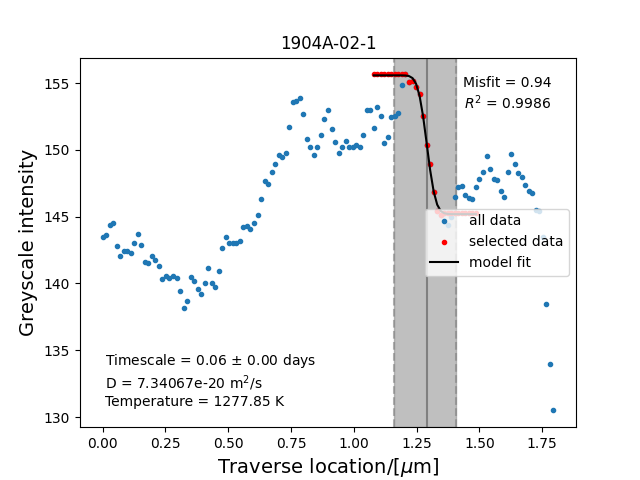 1904A-02-1
Misfit = 0.94
R² = 0.9986
155
150
145
140
135
130
Greyscale intensity
all data
selected data
model fit
Timescale = 0.06 ± 0.00 days
D = 7.34067e-20 m²/s
Temperature = 1277.85 K
0.00 0.25 0.50 0.75 1.00 1.25 1.50 1.75
Traverse location/[μm]